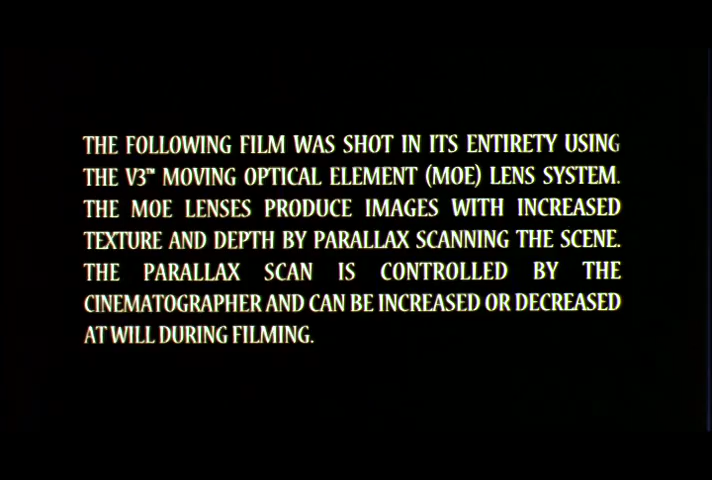 THE FOLLOWING FILM WAS SHOT IN ITS ENTIRETY USING
THE V3™ MOVING OPTICAL ELEMENT (MOE) LENS SYSTEM.
THE MOE LENSES PRODUCE IMAGES WITH INCREASED
TEXTURE AND DEPTH BY PARALLAX SCANNING THE SCENE.
THE PARALLAX SCAN IS CONTROLLED BY THE
CINEMATOGRAPHER AND CAN BE INCREASED OR DECREASED
AT WILL DURING FILMING.